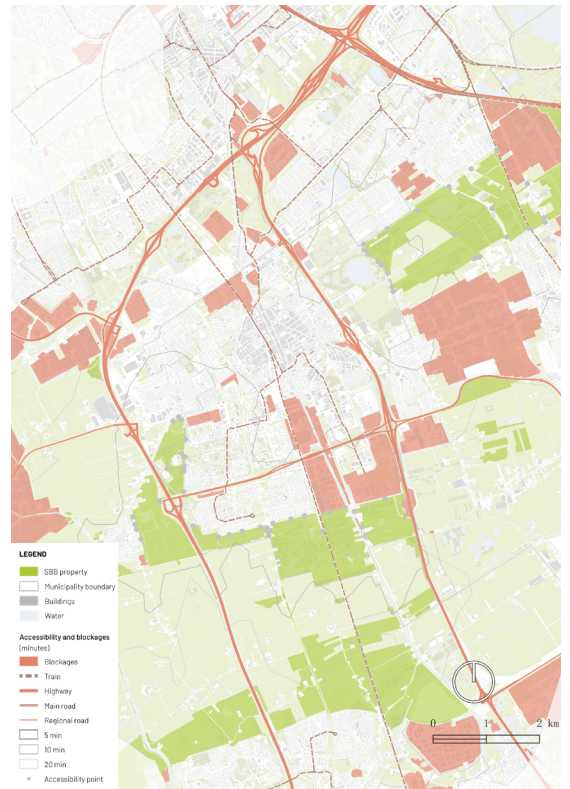 LEGEND
SBB property
Municipality boundary
Buildings
Water
Accessibility and blockages
(minutes)
Blockages
Train
Highway
Main road
Regional road
5 min
10 min
20 min
Accessibility point
0 1 2 km